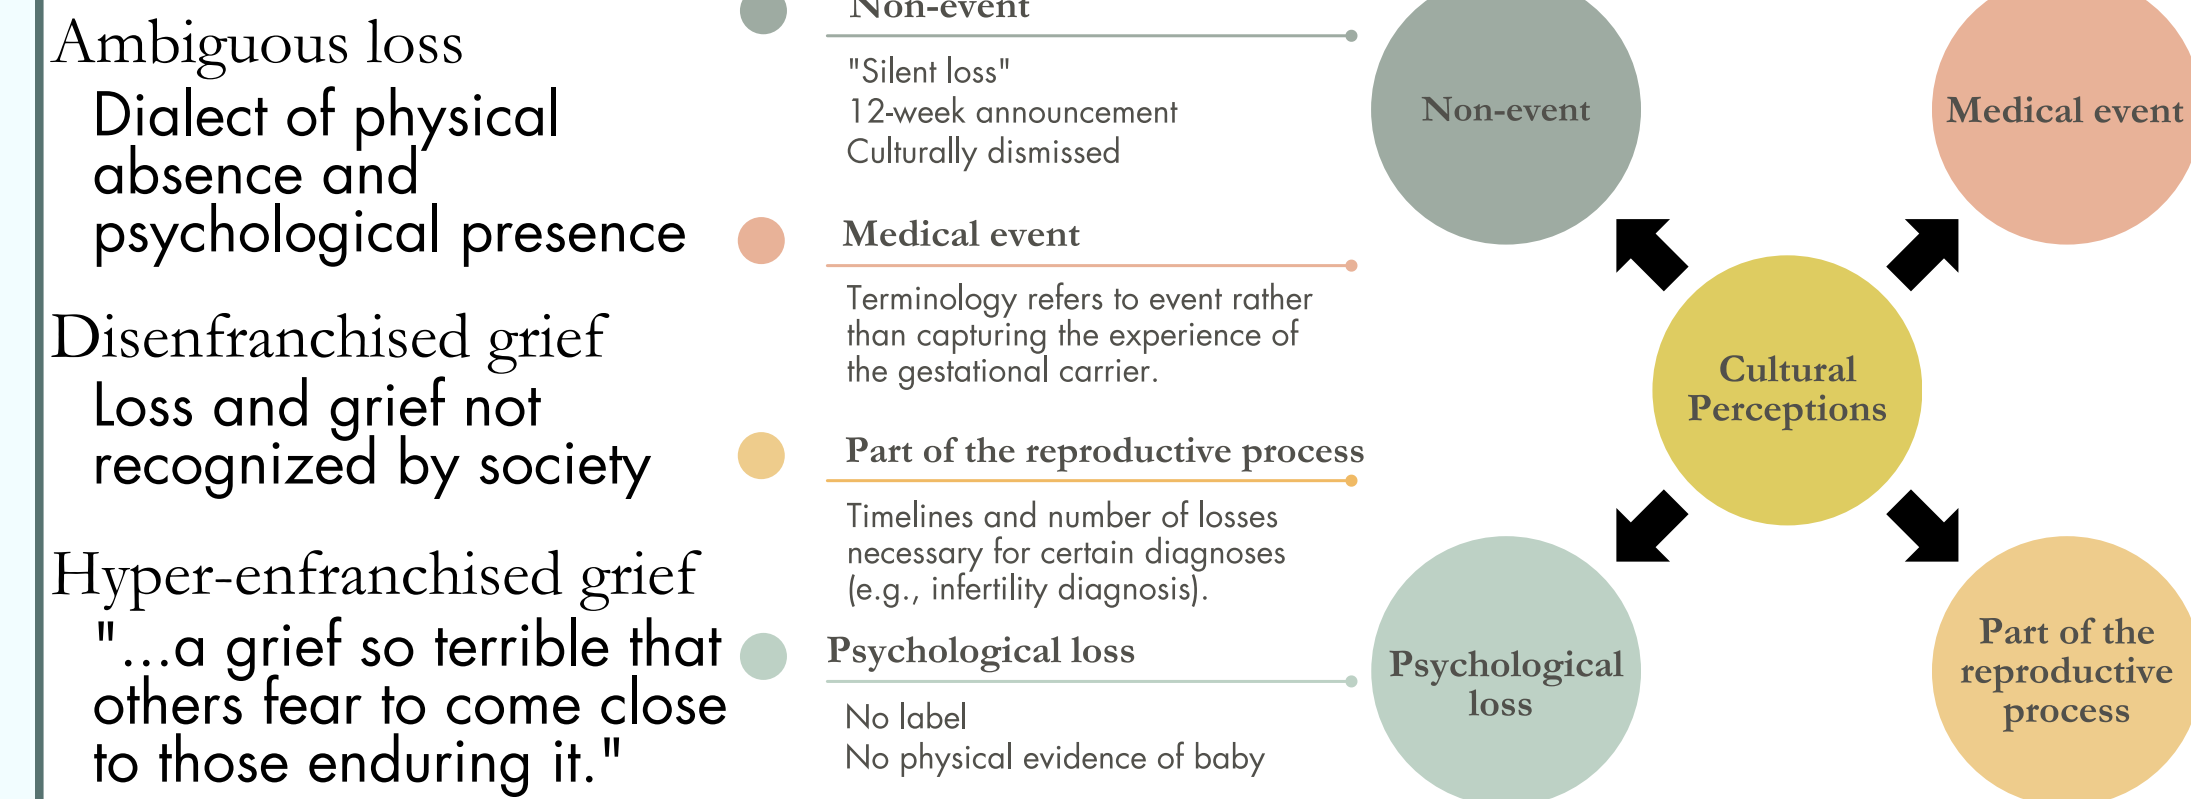 Ambiguous loss
Dialect of physical
absence and
psychological presence
Disenfranchised grief
Loss and grief not
recognized by society
Hyper-enfranchised grief
"...a grief so terrible that
others fear to come close
to those enduring it."
Non-event
"Silent loss"
12-week announcement
Culturally dismissed
Medical event
Terminology refers to event rather
than capturing the experience of
the gestational carrier.
Part of the reproductive process
Timelines and number of losses
necessary for certain diagnoses
(e.g., infertility diagnosis).
Psychological loss
No label
No physical evidence of baby
Non-event
Medical event
Cultural
Perceptions
Psychological
loss
Part of the
reproductive
process